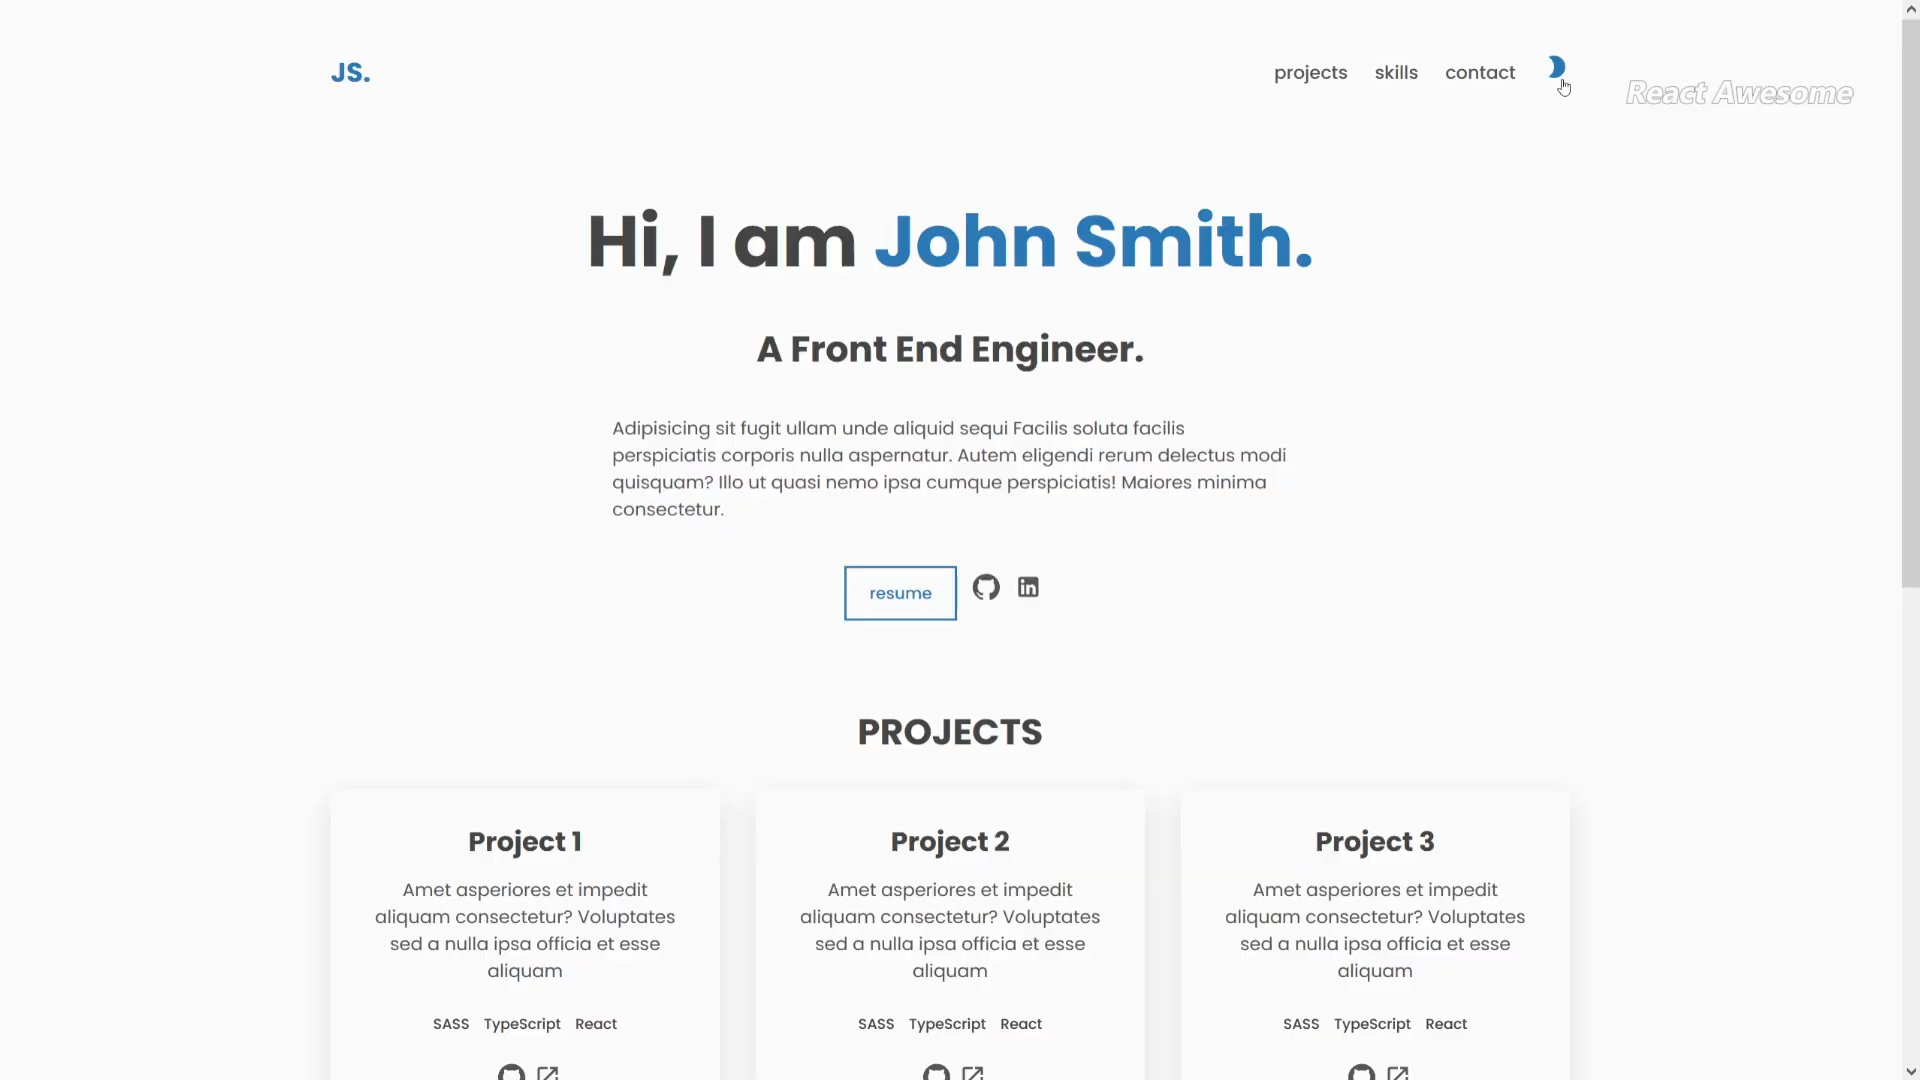 JS.
projects
skills
contact
React Awesome
Hi, I am John Smith.
A Front End Engineer.
Adipisicing sit fugit ullam unde aliquid sequi Facilis soluta facilis
perspiciatis corporis nulla aspernatur. Autem eligendi rerum delectus modi
quisquam? Illo ut quasi nemo ipsa cumque perspiciatis! Maiores minima
consectetur.
resume
PROJECTS
Project 1
Amet asperiores et impedit
aliquam consectetur? Voluptates
sed a nulla ipsa officia et esse
aliquam
SASS TypeScript React
Project 2
Amet asperiores et impedit
aliquam consectetur? Voluptates
sed a nulla ipsa officia et esse
aliquam
SASS TypeScript React
Project 3
Amet asperiores et impedit
aliquam consectetur? Voluptates
sed a nulla ipsa officia et esse
aliquam
SASS TypeScript React